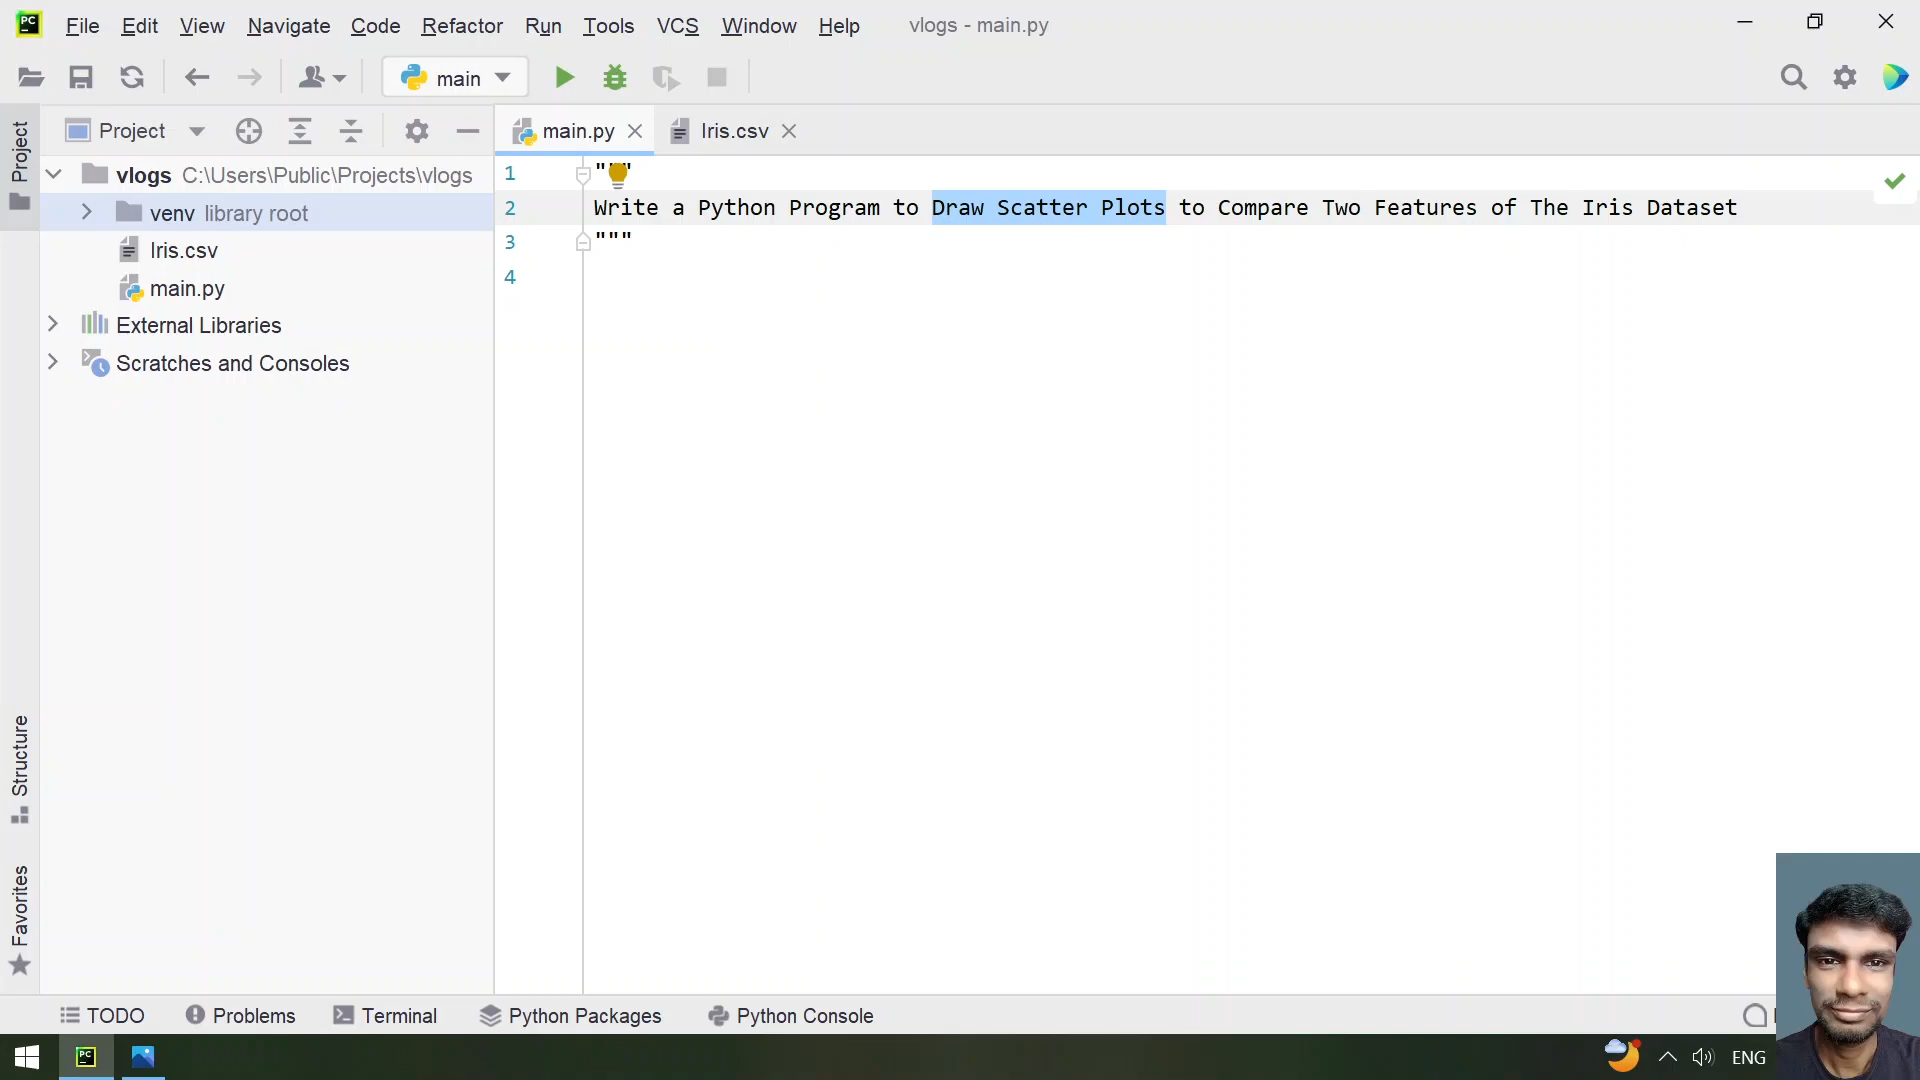 PC File Edit View Navigate Code Refactor Run Tools VCS Window Help vlogs - main.py
main
Project main.py Iris.csv
Project
vlogs C:\Users\Public\Projects\vlogs
venv library root
Iris.csv
main.py
External Libraries
Scratches and Consoles
1 """
2 Write a Python Program to Draw Scatter Plots to Compare Two Features of The Iris Dataset
3 """
4
Structure
Favorites
TODO Problems Terminal Python Packages Python Console
PC ENG